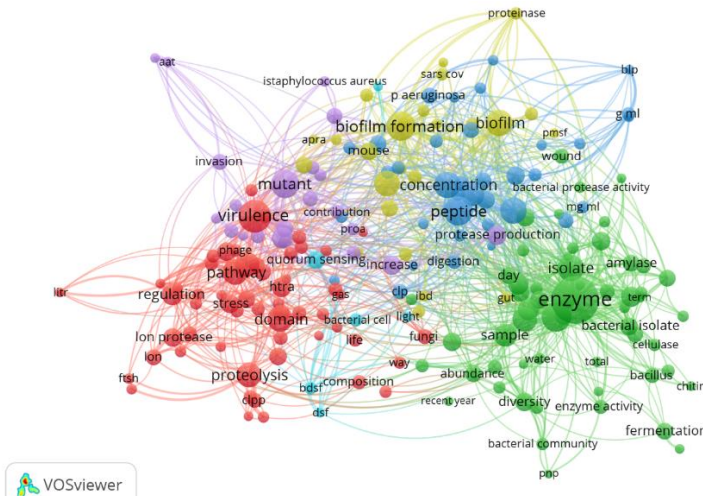 proteinase
aat
sars cov
blp
istaphylococcus aureus
p aeruginosa
g ml
biofilm formation
biofilm
apra
mouse
pmsf
wound
invasion
mutant
concentration
bacterial protease activity
virulence
contribution
peptide
mg ml
proa
protease production
phage
quorum sensing
increase
digestion
pathway
day
isolate
amylase
htra
litr
regulation
stress
gas
clp
ibd
gut
enzyme
term
domain
bacterial cell
light
bacterial isolate
lon protease
life
fungi
sample
cellulase
lon
way
water
total
bacillus
ftsh
proteolysis
bdsf
composition
abundance
chitin
clpp
recent year
diversity
enzyme activity
dsf
fermentation
bacterial community
pnp
VOSviewer